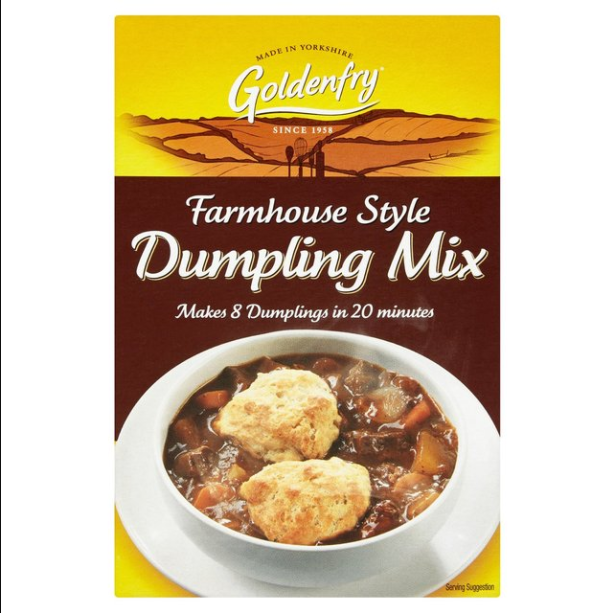 MADE IN YORKSHIRE
Goldenfry
SINCE 1958
Farmhouse Style
Dumpling Mix
Makes 8 Dumplings in 20 minutes
Serving Suggestion